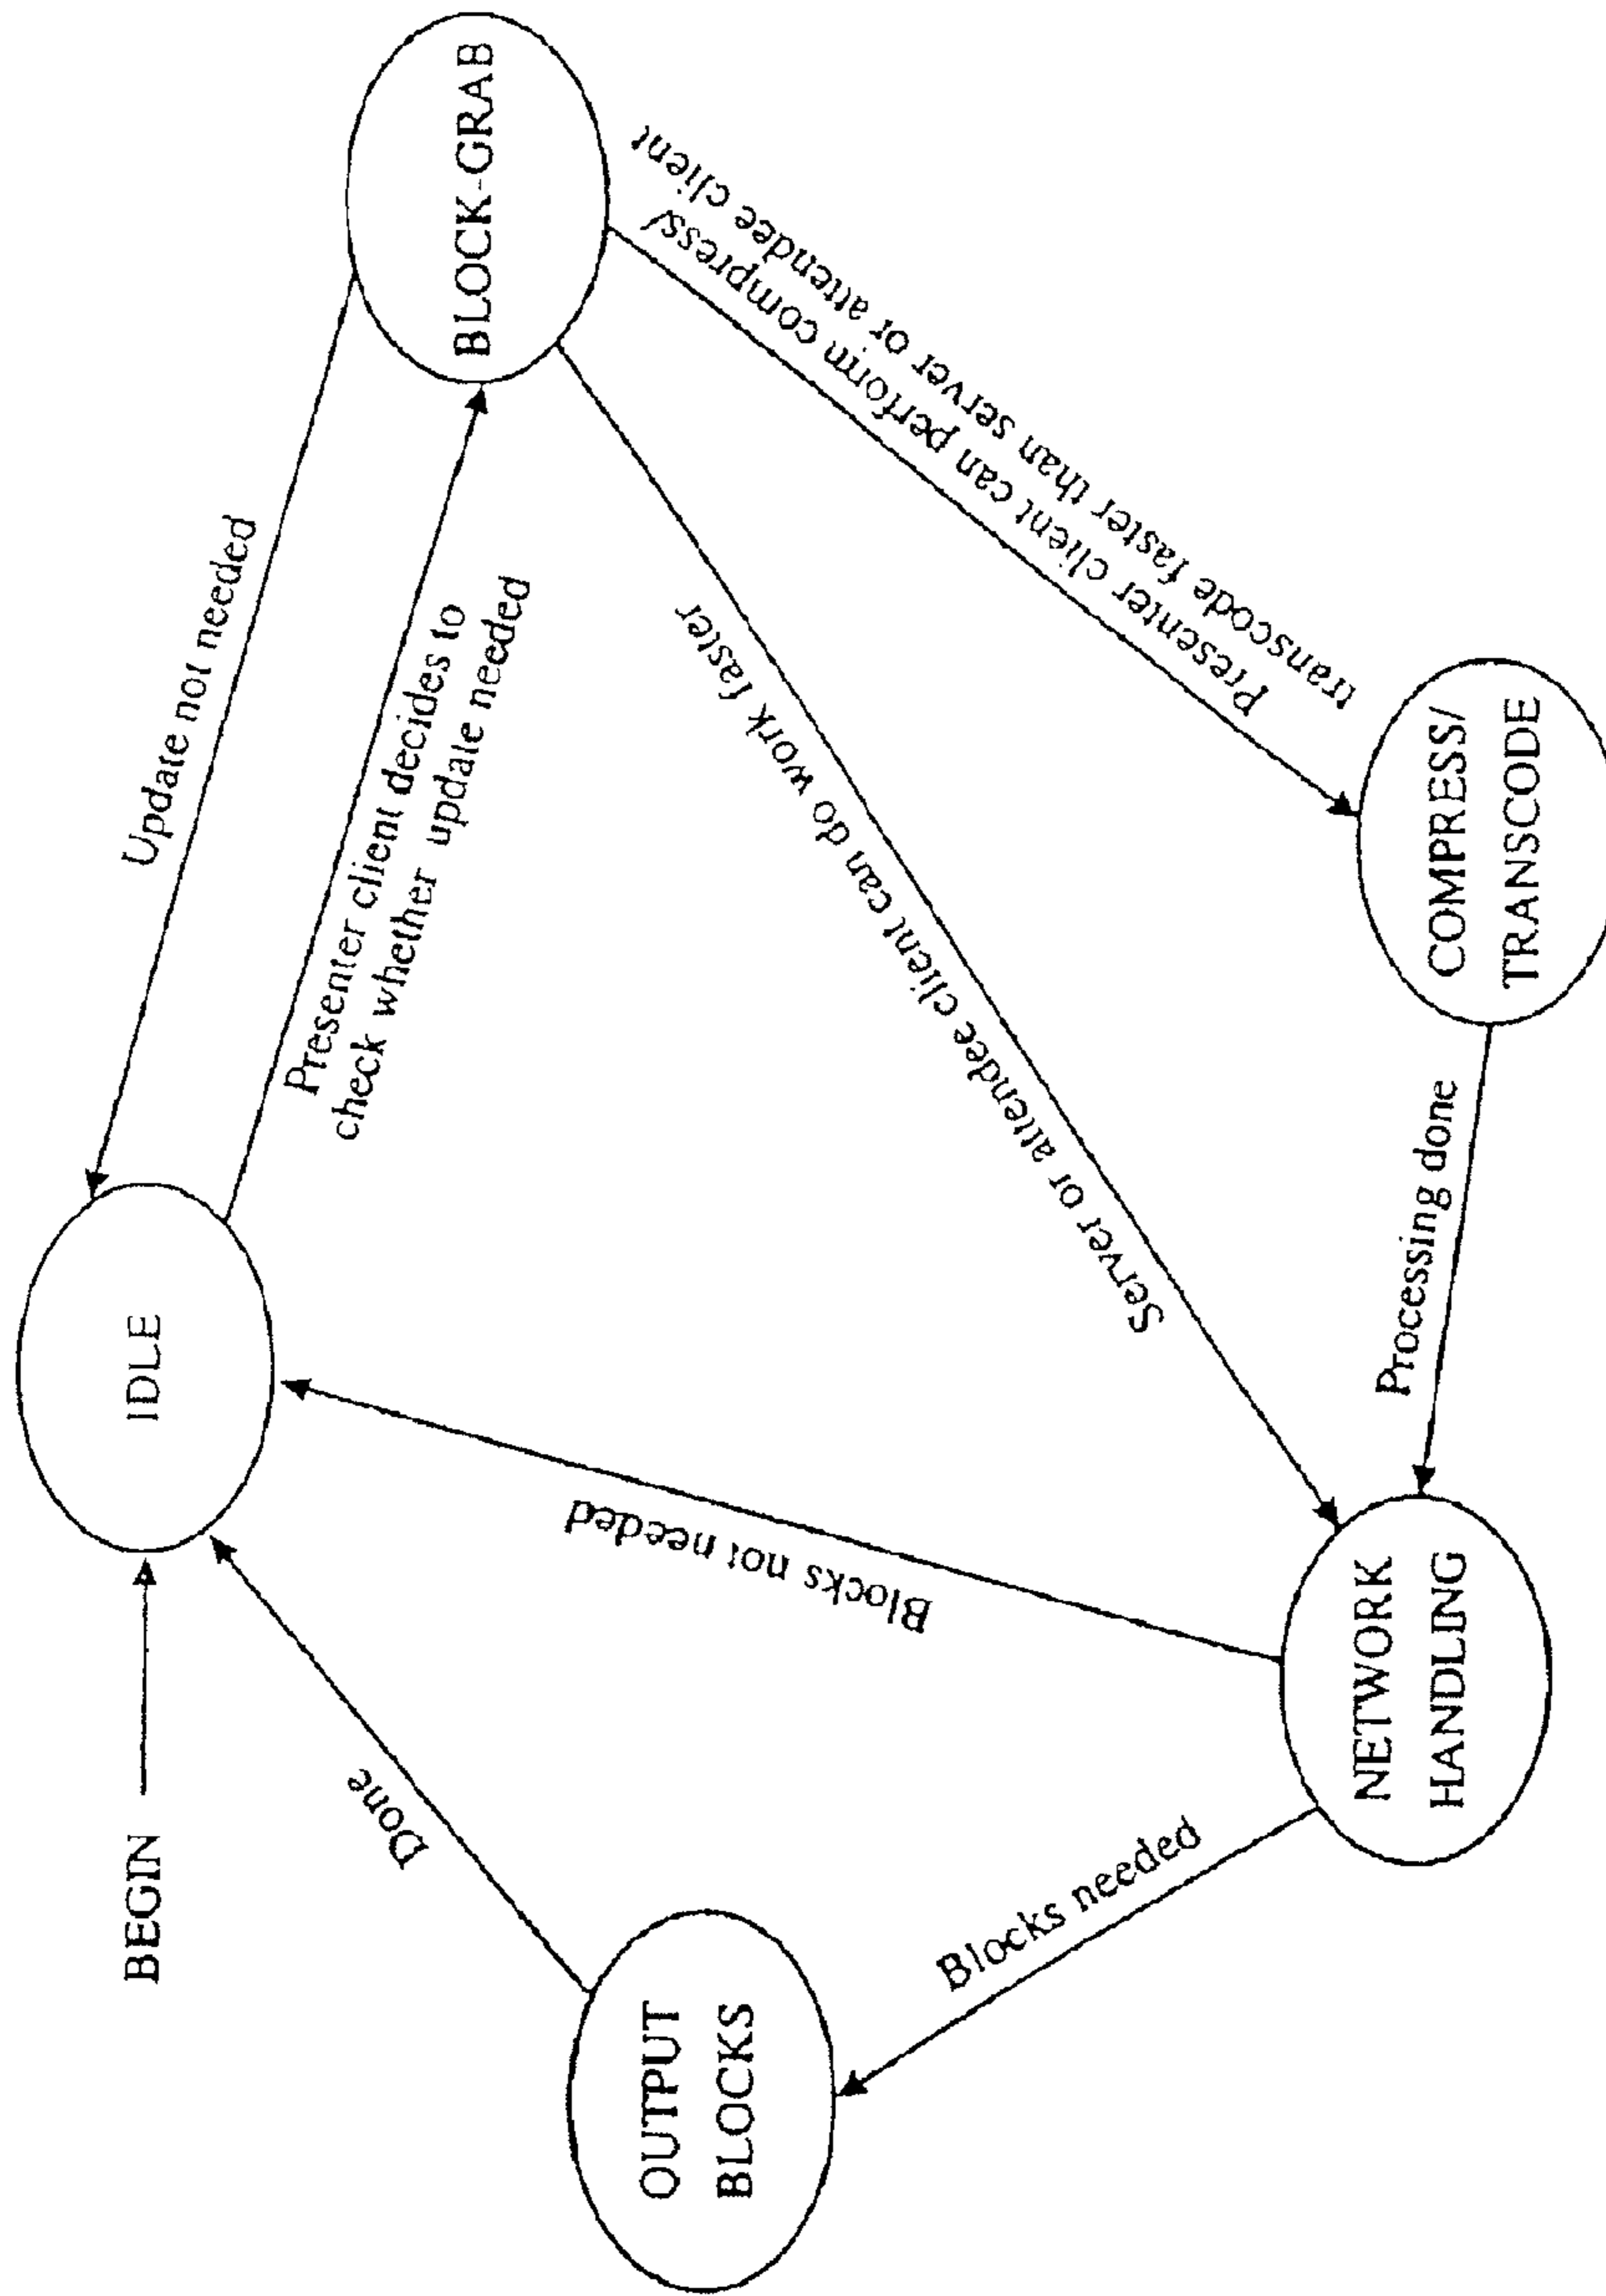 BEGIN
IDLE
Update not needed
Presenter client decides to
check whether update needed
BLOCK-GRAB
Done
Blocks not needed
Server or attendee client can do work faster
Presenter client can perform compress/
transcode faster than server or attendee client
OUTPUT
BLOCKS
Blocks needed
NETWORK
HANDLING
Processing done
COMPRESS/
TRANSCODE